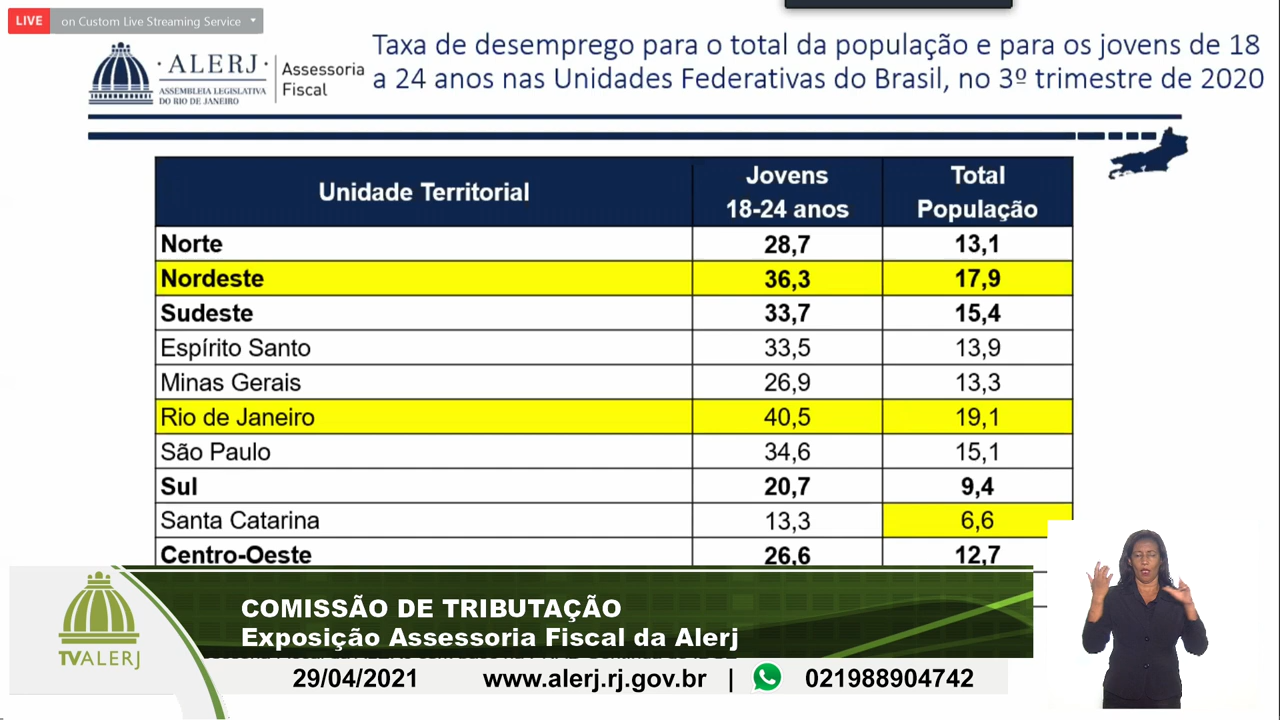 LIVE on Custom Live Streaming Service
·ALERJ·
ASSEMBLEIA LEGISLATIVA
DO RIO DE JANEIRO
Assessoria
Fiscal
Taxa de desemprego para o total da população e para os jovens de 18
a 24 anos nas Unidades Federativas do Brasil, no 3º trimestre de 2020
Unidade Territorial Jovens 18-24 anos Total População
Norte 28,7 13,1
Nordeste 36,3 17,9
Sudeste 33,7 15,4
Espírito Santo 33,5 13,9
Minas Gerais 26,9 13,3
Rio de Janeiro 40,5 19,1
São Paulo 34,6 15,1
Sul 20,7 9,4
Santa Catarina 13,3 6,6
Centro-Oeste 26,6 12,7
TVALERJ
COMISSÃO DE TRIBUTAÇÃO
Exposição Assessoria Fiscal da Alerj
29/04/2021 www.alerj.rj.gov.br | 021988904742